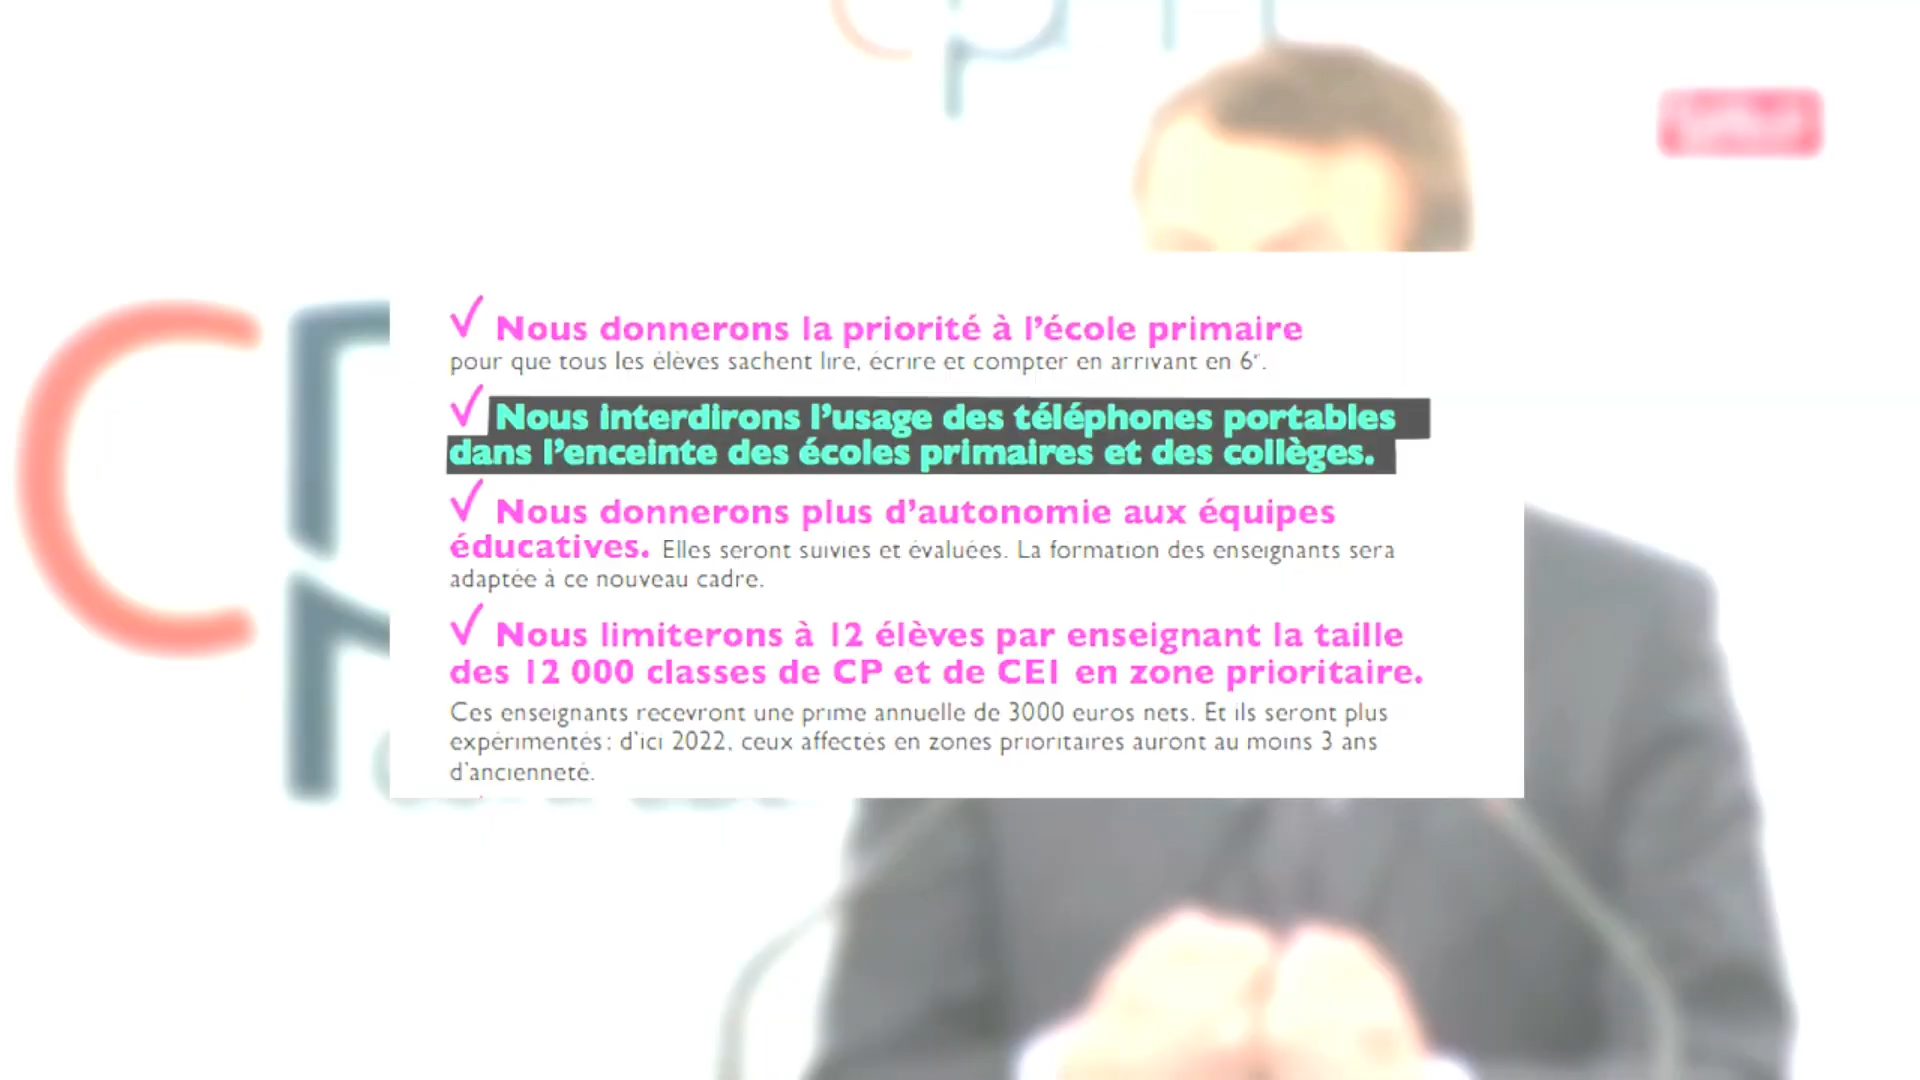 ✓ Nous donnerons la priorité à l’école primaire
pour que tous les élèves sachent lire, écrire et compter en arrivant en 6ᵉ.
✓ Nous interdirons l’usage des téléphones portables
dans l’enceinte des écoles primaires et des collèges.
✓ Nous donnerons plus d’autonomie aux équipes
éducatives. Elles seront suivies et évaluées. La formation des enseignants sera
adaptée à ce nouveau cadre.
✓ Nous limiterons à 12 élèves par enseignant la taille
des 12 000 classes de CP et de CE1 en zone prioritaire.
Ces enseignants recevront une prime annuelle de 3000 euros nets. Et ils seront plus
expérimentés : d’ici 2022, ceux affectés en zones prioritaires auront au moins 3 ans
d’ancienneté.